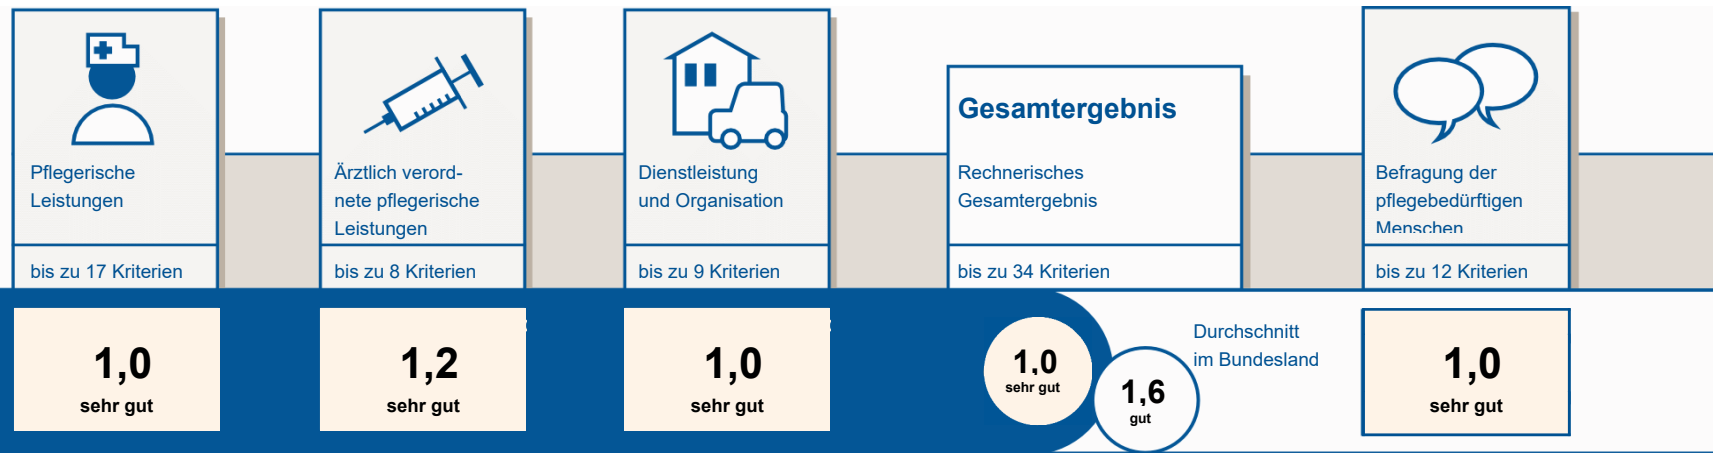 Pflegerische
Leistungen
bis zu 17 Kriterien
1,0
sehr gut
Ärztlich verord-
nete pflegerische
Leistungen
bis zu 8 Kriterien
1,2
sehr gut
Dienstleistung
und Organisation
bis zu 9 Kriterien
1,0
sehr gut
Gesamtergebnis
Rechnerisches
Gesamtergebnis
bis zu 34 Kriterien
1,0
sehr gut
Durchschnitt
im Bundesland
1,6
gut
Befragung der
pflegebedürftigen
Menschen
bis zu 12 Kriterien
1,0
sehr gut